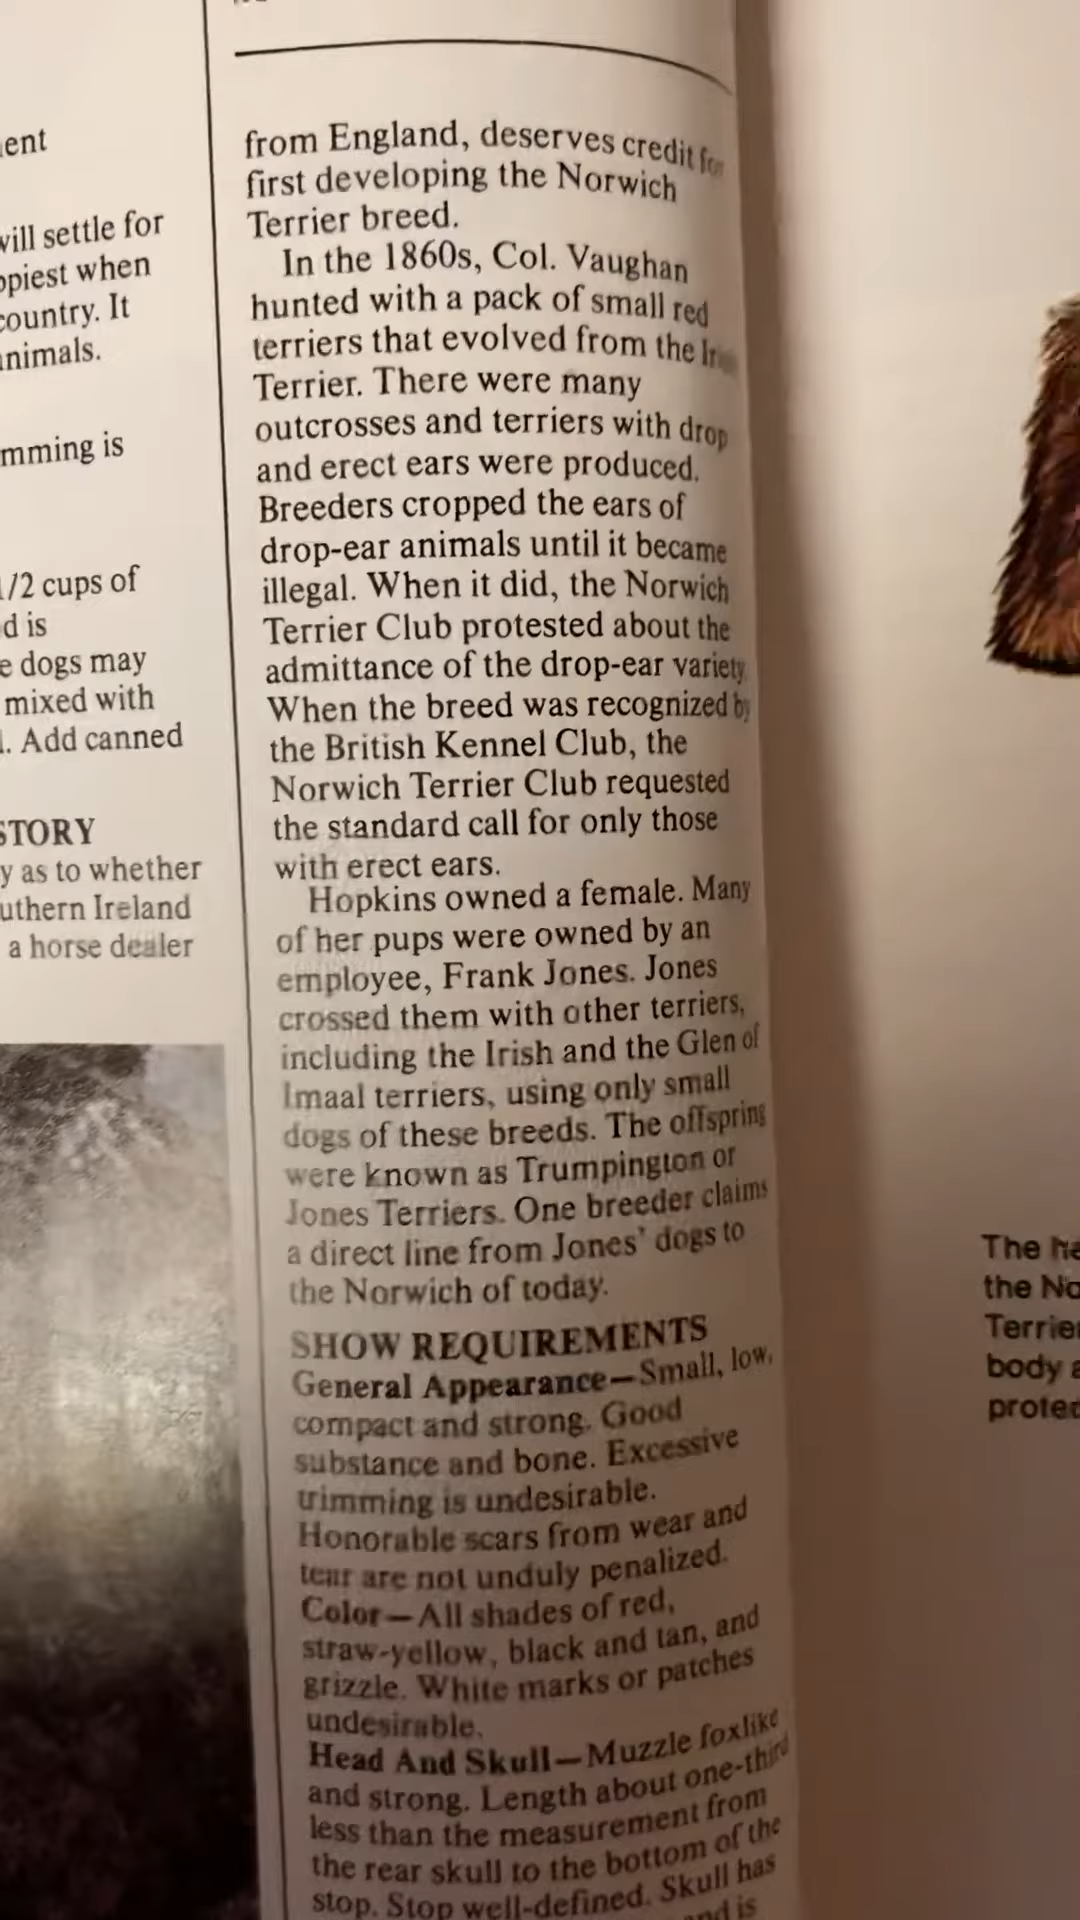 ent
will settle for
ppiest when
country. It
animals.
mming is
1/2 cups of
d is
e dogs may
mixed with
l. Add canned
STORY
y as to whether
uthern Ireland
a horse dealer
from England, deserves credit for
first developing the Norwich
Terrier breed.
In the 1860s, Col. Vaughan
hunted with a pack of small red
terriers that evolved from the
Terrier. There were many
outcrosses and terriers with drop
and erect ears were produced.
Breeders cropped the ears of
drop-ear animals until it became
illegal. When it did, the Norwich
Terrier Club protested about the
admittance of the drop-ear variety.
When the breed was recognized by
the British Kennel Club, the
Norwich Terrier Club requested
the standard call for only those
with erect ears.
Hopkins owned a female. Many
of her pups were owned by an
employee, Frank Jones. Jones
crossed them with other terriers,
including the Irish and the Glen of
Imaal terriers, using only small
dogs of these breeds. The offspring
were known as Trumpington or
Jones Terriers. One breeder claims
a direct line from Jones' dogs to
the Norwich of today.
SHOW REQUIREMENTS
General Appearance—Small, low,
compact and strong. Good
substance and bone. Excessive
trimming is undesirable.
Honorable scars from wear and
tear are not unduly penalized.
Color—All shades of red,
straw-yellow, black and tan, and
grizzle. White marks or patches
undesirable.
Head And Skull—Muzzle foxlike
and strong. Length about one-third
less than the measurement from
the rear skull to the bottom of the
stop. Stop well-defined. Skull has
and is
The
the
Terrier
body